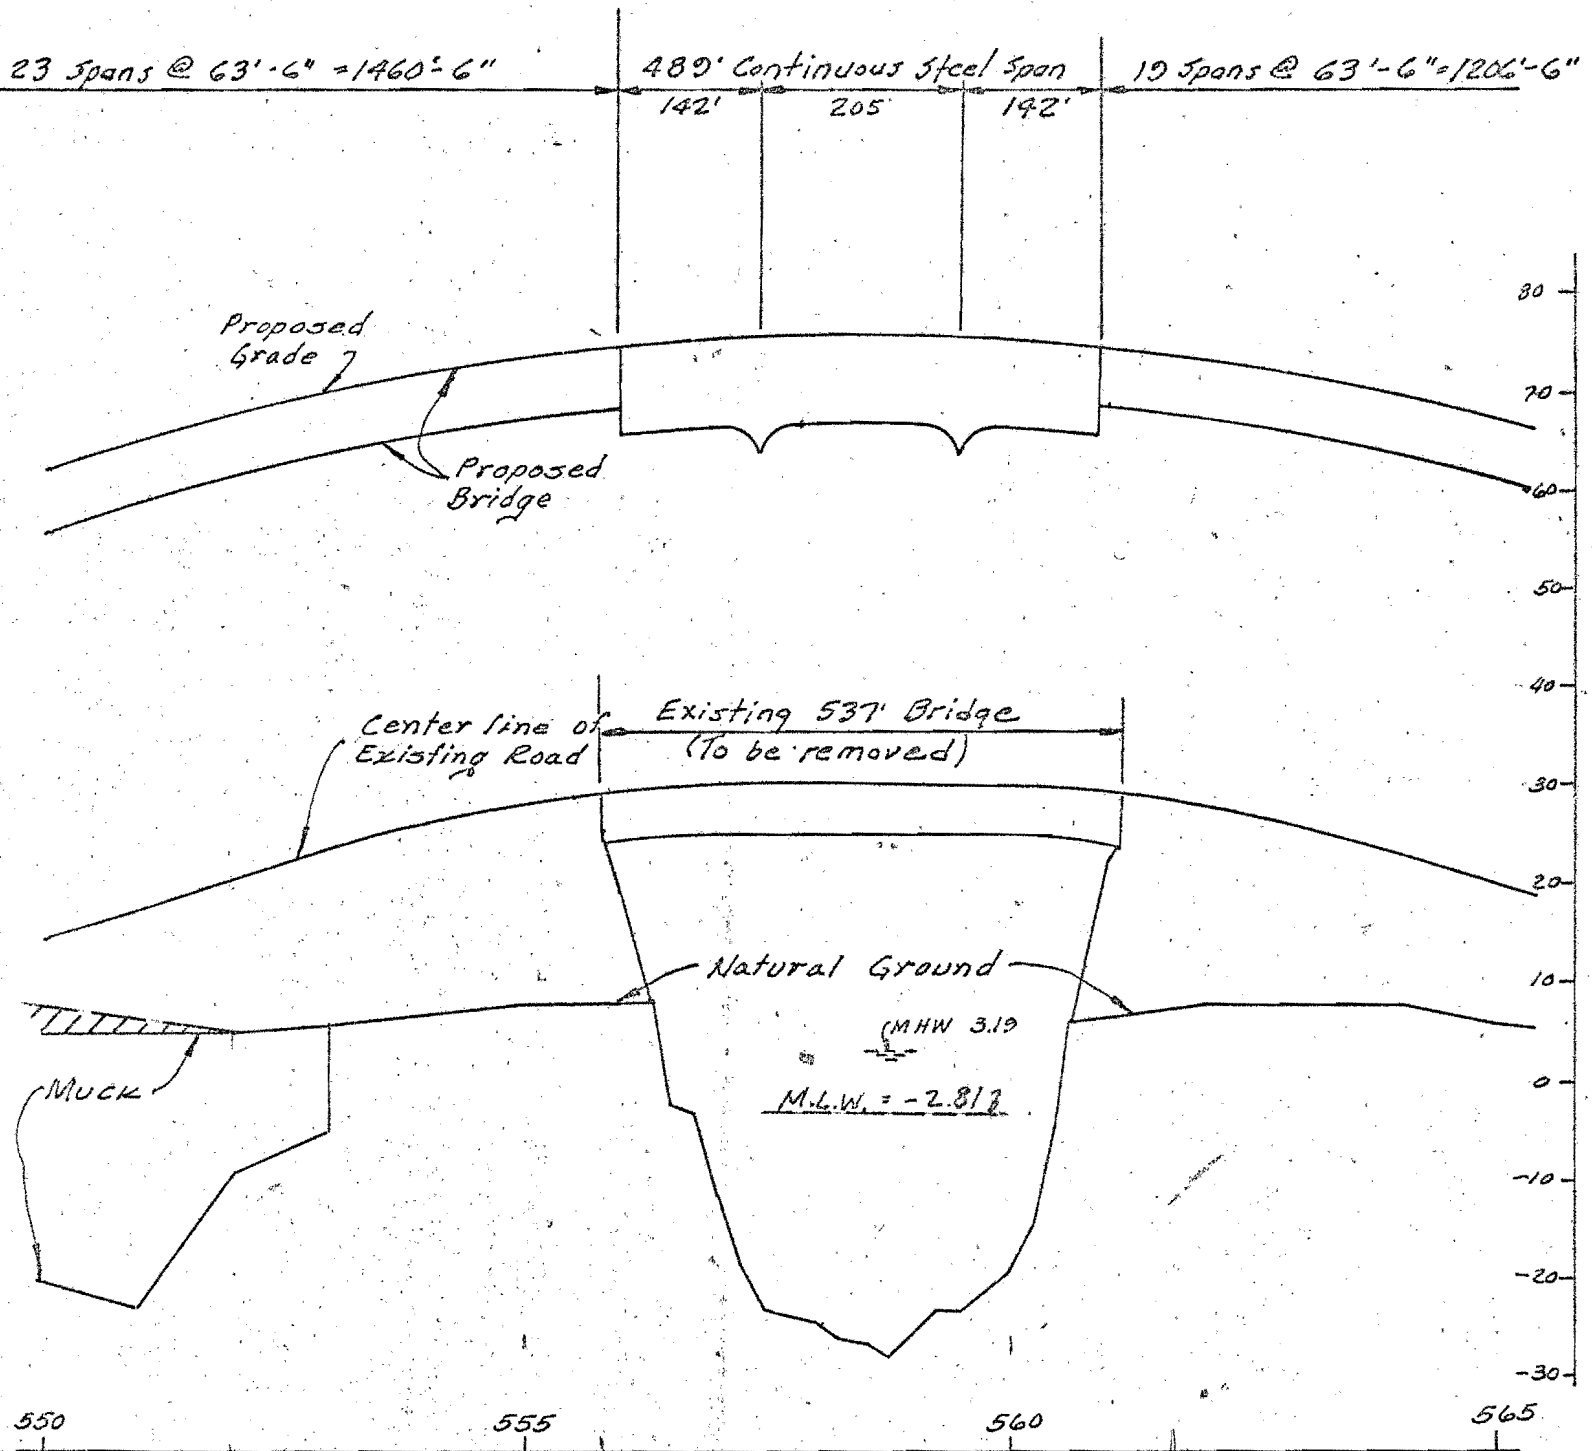 23 Spans @ 63'-6" = 1460'-6"
489' Continuous Steel Span
19 Spans @ 63'-6" = 1206'-6"
142'
205
142'
80
Proposed
Grade
70
Proposed
Bridge
60
50
40
Existing 537' Bridge
(To be removed)
Center line of
Existing Road
30
20
Natural Ground
10
MHW 3.19
0
Muck
M.L.W. = -2.81
-10
-20
-30
550
555
560
565